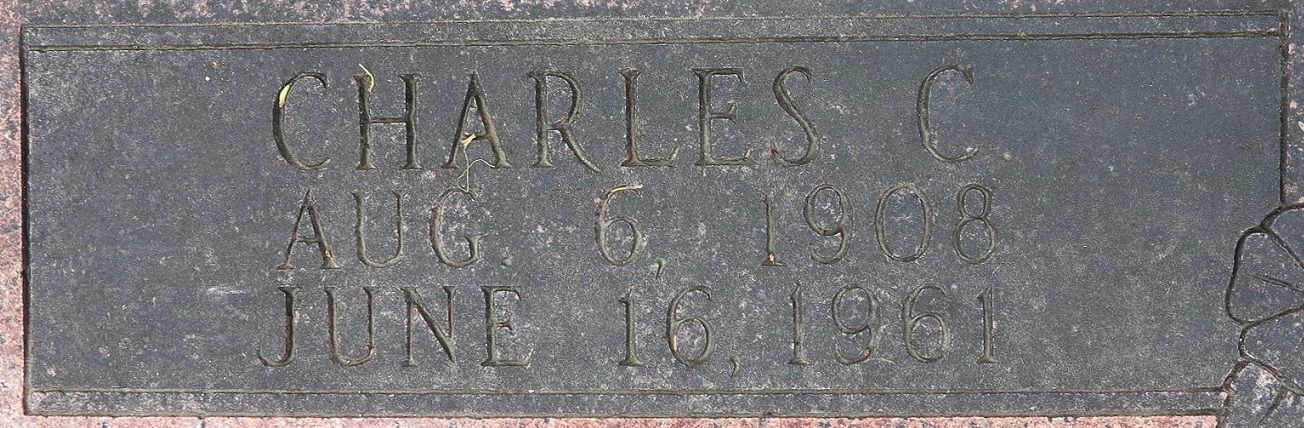 CHARLES C
AUG. 6, 1908
JUNE 16, 1961